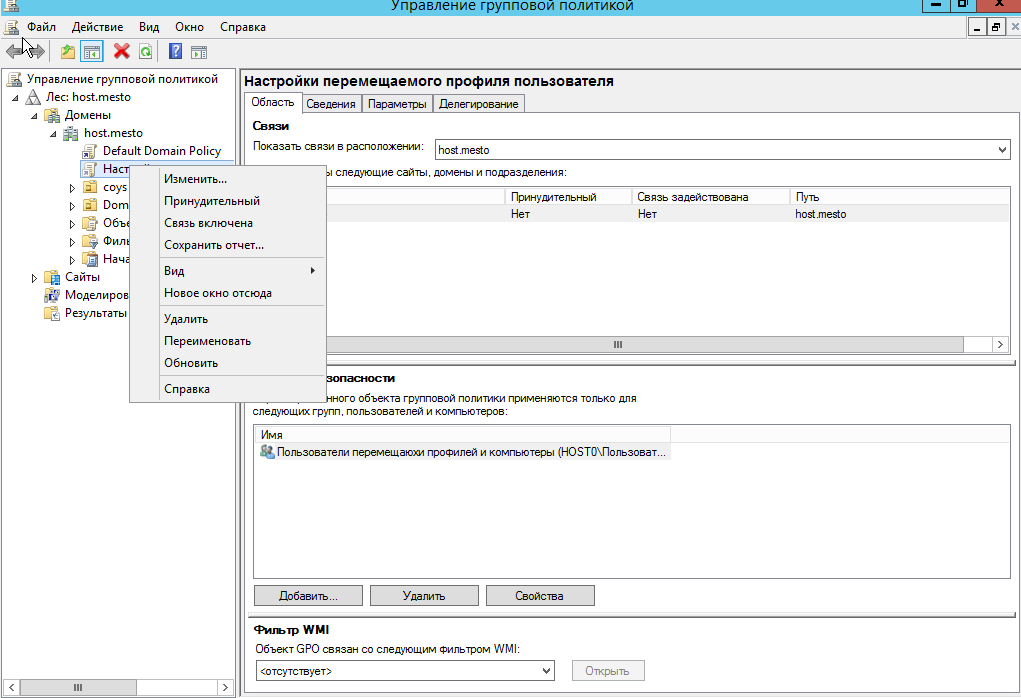 Управление групповой политикой
Файл Действие Вид Окно Справка
Управление групповой политикой
Лес: host.mesto
Домены
host.mesto
Default Domain Policy
coys
Dom
Объе
Филь
Нача
Сайты
Моделиров
Результаты
Изменить...
Принудительный
Связь включена
Сохранить отчет...
Вид
Новое окно отсюда
Удалить
Переименовать
Обновить
Справка
Настройки перемещаемого профиля пользователя
Область Сведения Параметры Делегирование
Связи
Показать связи в расположении: host.mesto
следующие сайты, домены и подразделения:
Принудительный Связь задействована Путь
Нет Нет host.mesto
зопасности
нного объекта групповой политики применяются только для
следующих групп, пользователей и компьютеров:
Имя
Пользователи перемещаюхи профилей и компьютеры (HOST0\Пользоват...
Добавить... Удалить Свойства
Фильтр WMI
Объект GPO связан со следующим фильтром WMI:
<отсутствует> Открыть